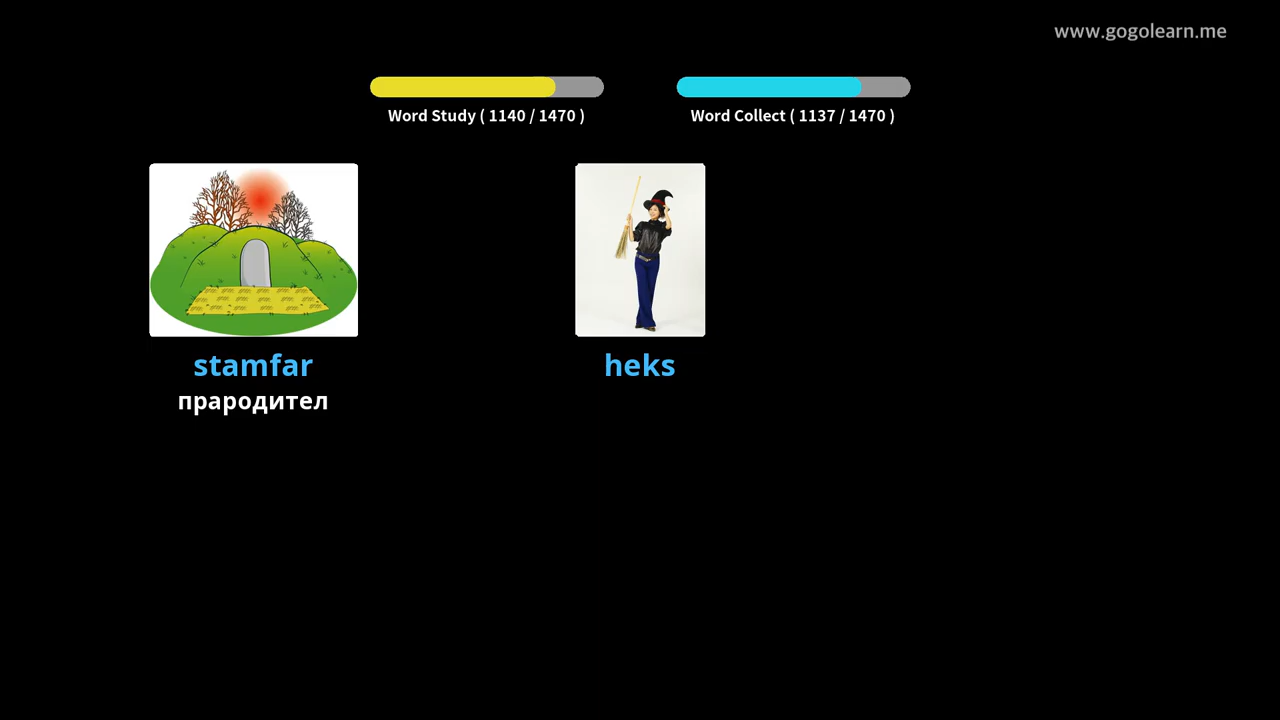 www.gogolearn.me
Word Study ( 1140 / 1470 )
Word Collect ( 1137 / 1470 )
stamfar
прародител
heks